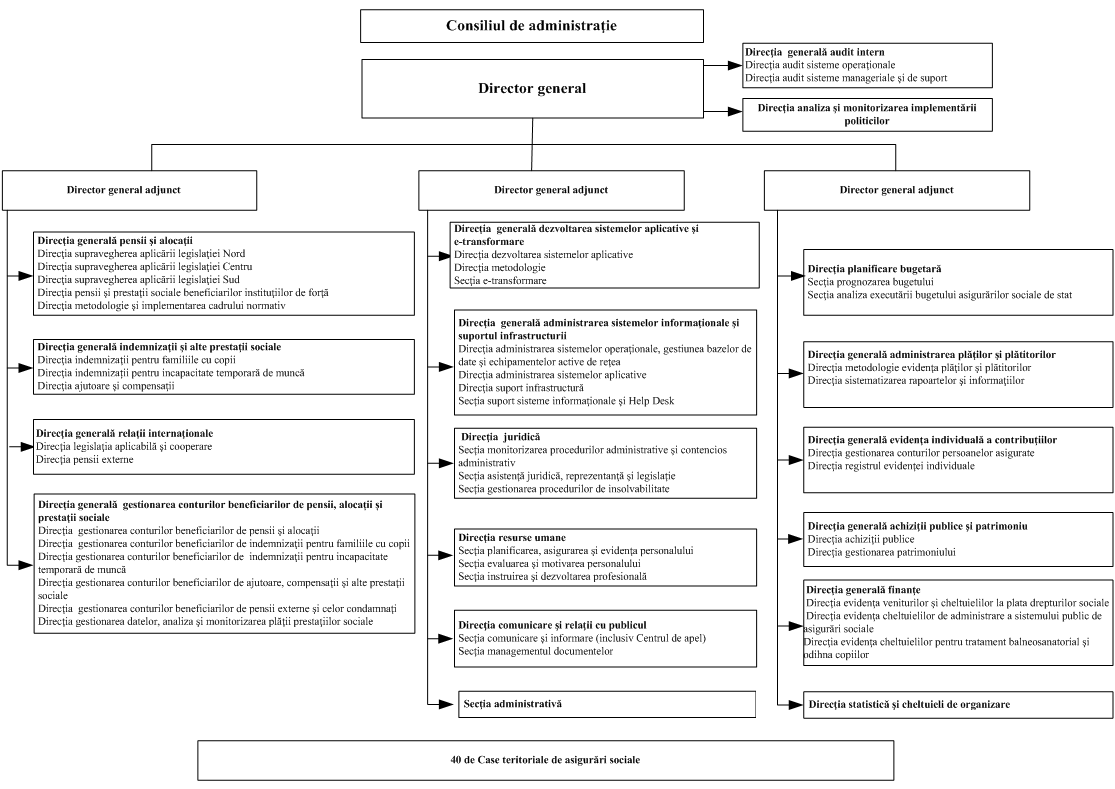 Consiliul de administrație
Director general
Direcția generală audit intern
Direcția audit sisteme operaționale
Direcția audit sisteme manageriale și de suport
Direcția analiza și monitorizarea implementării
politicilor
Director general adjunct
Direcția generală pensii și alocații
Direcția supravegherea aplicării legislației Nord
Direcția supravegherea aplicării legislației Centru
Direcția supravegherea aplicării legislației Sud
Direcția pensii și prestații sociale beneficiarilor instituțiilor de forță
Direcția metodologie și implementarea cadrului normativ
Direcția generală indemnizații și alte prestații sociale
Direcția indemnizații pentru familiile cu copii
Direcția indemnizații pentru incapacitate temporară de muncă
Direcția ajutoare și compensații
Direcția generală relații internaționale
Direcția legislația aplicabilă și cooperare
Direcția pensii externe
Direcția generală gestionarea conturilor beneficiarilor de pensii, alocații și
prestații sociale
Direcția gestionarea conturilor beneficiarilor de pensii și alocații
Direcția gestionarea conturilor beneficiarilor de indemnizații pentru familiile cu copii
Direcția gestionarea conturilor beneficiarilor de indemnizații pentru incapacitate
temporară de muncă
Direcția gestionarea conturilor beneficiarilor de ajutoare, compensații și alte prestații
sociale
Direcția gestionarea conturilor beneficiarilor de pensii externe și celor condamnați
Direcția gestionarea datelor, analiza și monitorizarea plății prestațiilor sociale
Director general adjunct
Direcția generală dezvoltarea sistemelor aplicative și
e-transformare
Direcția dezvoltarea sistemelor aplicative
Direcția metodologie
Secția e-transformare
Direcția generală administrarea sistemelor informaționale și
suportul infrastructurii
Direcția administrarea sistemelor operaționale, gestiunea bazelor de
date și echipamentelor active de rețea
Direcția administrarea sistemelor aplicative
Direcția suport infrastructură
Secția suport sisteme informaționale și Help Desk
Direcția juridică
Secția monitorizarea procedurilor administrative și contencios
administrativ
Secția asistență juridică, reprezentanță și legislație
Secția gestionarea procedurilor de insolvabilitate
Direcția resurse umane
Secția planificarea, asigurarea și evidența personalului
Secția evaluarea și motivarea personalului
Secția instruirea și dezvoltarea profesională
Direcția comunicare și relații cu publicul
Secția comunicare și informare (inclusiv Centrul de apel)
Secția managementul documentelor
Secția administrativă
Director general adjunct
Direcția planificare bugetară
Secția prognozarea bugetului
Secția analiza executării bugetului asigurărilor sociale de stat
Direcția generală administrarea plăților și plătitorilor
Direcția metodologie evidența plăților și plătitorilor
Direcția sistematizarea rapoartelor și informațiilor
Direcția generală evidența individuală a contribuțiilor
Direcția gestionarea conturilor persoanelor asigurate
Direcția registrul evidenței individuale
Direcția generală achiziții publice și patrimoniu
Direcția achiziții publice
Direcția gestionarea patrimoniului
Direcția generală finanțe
Direcția evidența veniturilor și cheltuielilor la plata drepturilor sociale
Direcția evidența cheltuielilor de administrare a sistemului public de
asigurări sociale
Direcția evidența cheltuielilor pentru tratament balneosanatorial și
odihna copiilor
Direcția statistică și cheltuieli de organizare
40 de Case teritoriale de asigurări sociale